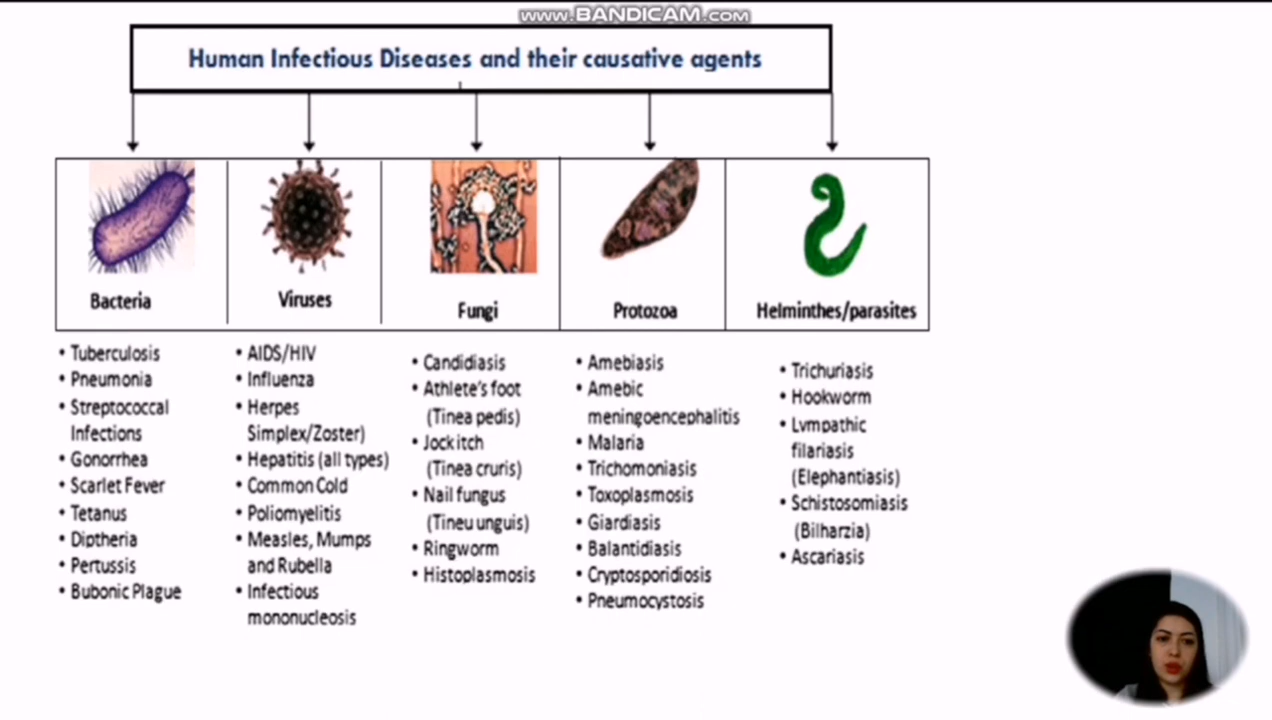 www.BANDICAM.com
Human Infectious Diseases and their causative agents
Bacteria
• Tuberculosis
• Pneumonia
• Streptococcal
Infections
• Gonorrhea
• Scarlet Fever
• Tetanus
• Diptheria
• Pertussis
• Bubonic Plague
Viruses
• AIDS/HIV
• Influenza
• Herpes
Simplex/Zoster)
• Hepatitis (all types)
• Common Cold
• Poliomyelitis
• Measles, Mumps
and Rubella
• Infectious
mononucleosis
Fungi
• Candidiasis
• Athlete's foot
(Tinea pedis)
• Jock itch
(Tinea cruris)
• Nail fungus
(Tineu unguis)
• Ringworm
• Histoplasmosis
Protozoa
• Amebiasis
• Amebic
meningoencephalitis
• Malaria
• Trichomoniasis
• Toxoplasmosis
• Giardiasis
• Balantidiasis
• Cryptosporidiosis
• Pneumocystosis
Helminthes/parasites
• Trichuriasis
• Hookworm
• Lympathic
filariasis
(Elephantiasis)
• Schistosomiasis
(Bilharzia)
• Ascariasis